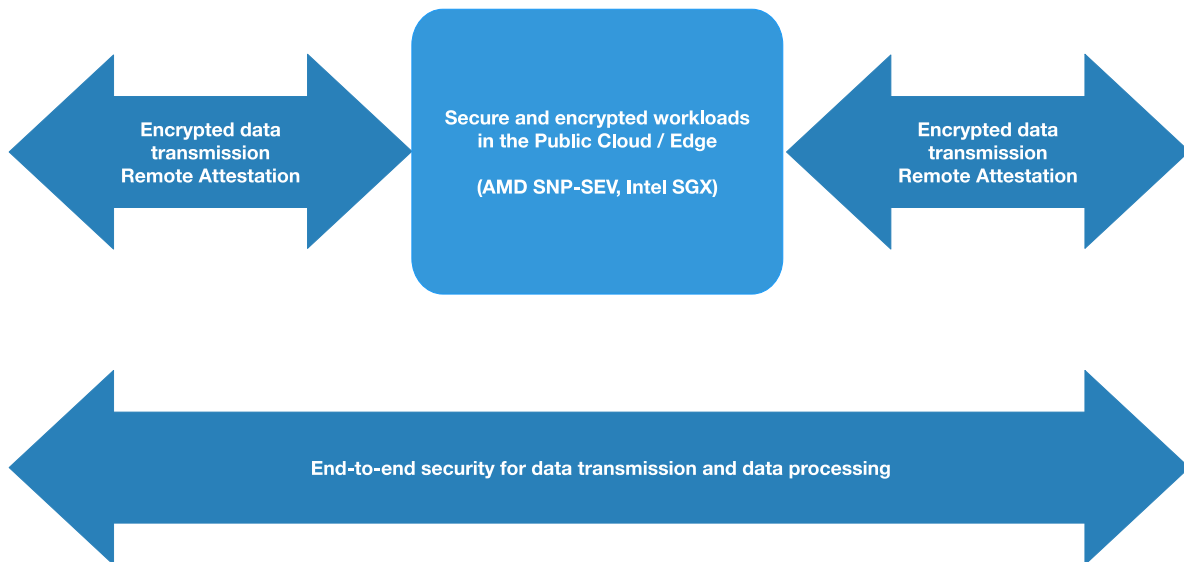 Encrypted data
transmission
Remote Attestation
Secure and encrypted workloads
in the Public Cloud / Edge
(AMD SNP-SEV, Intel SGX)
Encrypted data
transmission
Remote Attestation
End-to-end security for data transmission and data processing